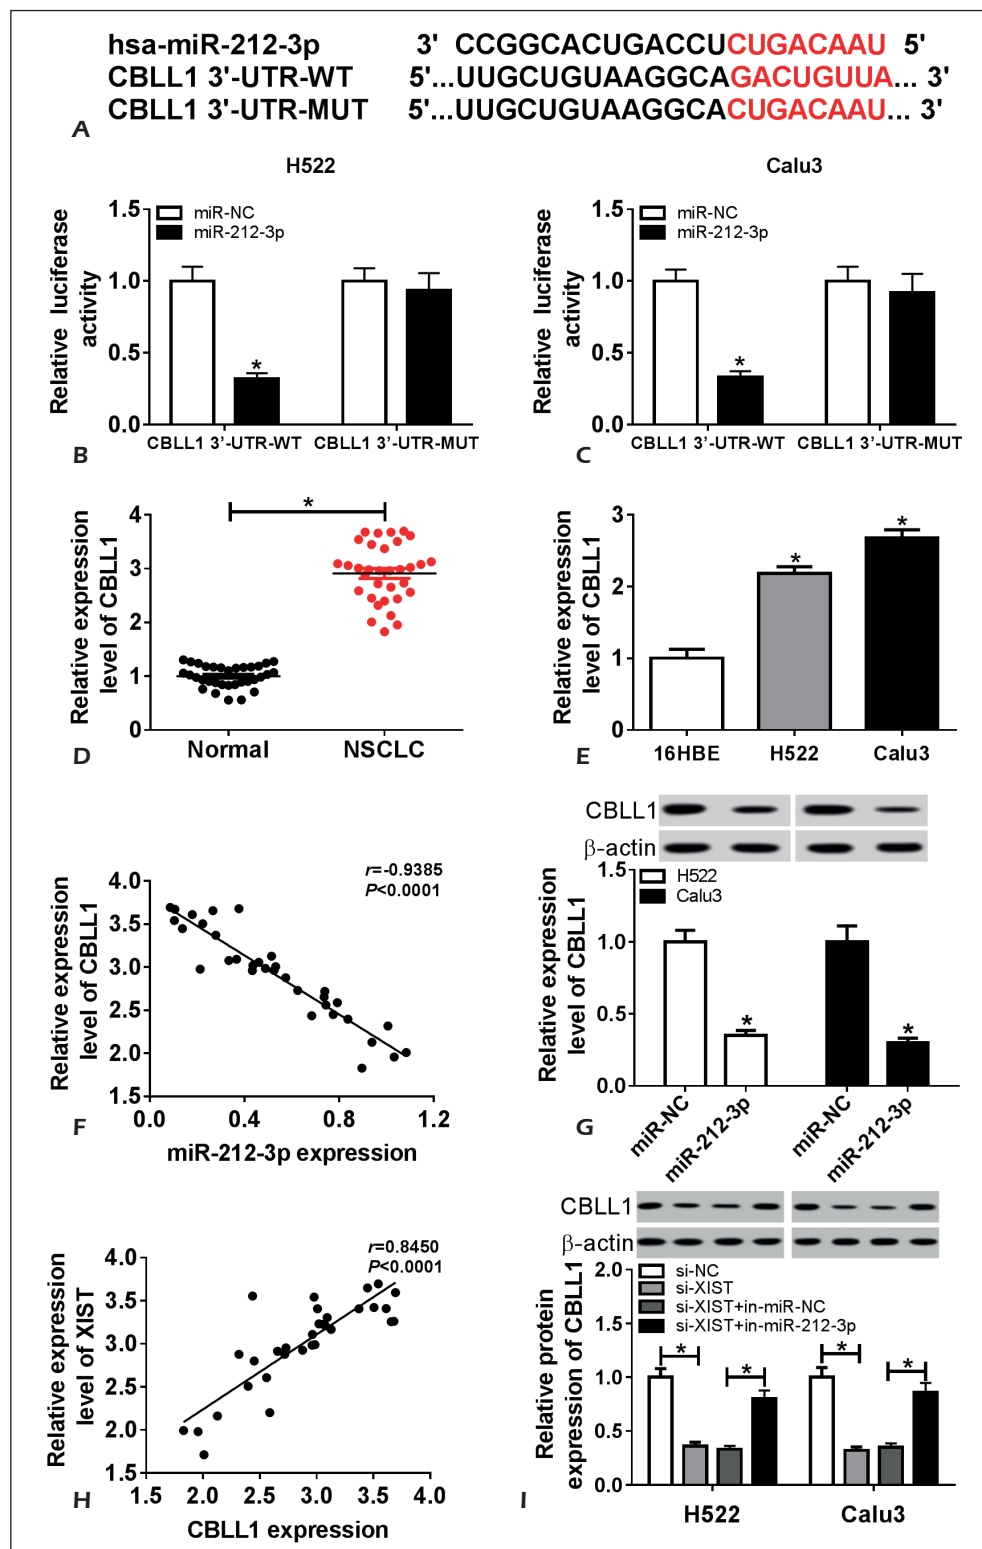 hsa-miR-212-3p 3' CCGGCACUGACCUCUGACAAU 5'
CBLL1 3'-UTR-WT 5'...UUGCUGUAAGGCAGACUGUUA... 3'
CBLL1 3'-UTR-MUT 5'...UUGCUGUAAGGCACUGACAAU... 3'
A
H522
Relative luciferase activity
1.5
1.0
0.5
0.0
miR-NC
miR-212-3p
*
CBLL1 3'-UTR-WT CBLL1 3'-UTR-MUT
B
Calu3
Relative luciferase activity
1.5
1.0
0.5
0.0
miR-NC
miR-212-3p
*
CBLL1 3'-UTR-WT CBLL1 3'-UTR-MUT
C
Relative expression level of CBLL1
4
3
2
1
0
*
Normal NSCLC
D
Relative expression level of CBLL1
3
2
1
0
* *
16HBE H522 Calu3
E
Relative expression level of CBLL1
4.0
3.5
3.0
2.5
2.0
1.5
r=-0.9385
P<0.0001
0.0 0.4 0.8 1.2
miR-212-3p expression
F
CBLL1
β-actin
Relative expression level of CBLL1
1.5
1.0
0.5
0.0
H522
Calu3
* *
miR-NC miR-212-3p miR-NC miR-212-3p
G
Relative expression level of XIST
4.0
3.5
3.0
2.5
2.0
1.5
r=0.8450
P<0.0001
1.5 2.0 2.5 3.0 3.5 4.0
CBLL1 expression
H
CBLL1
β-actin
Relative protein expression of CBLL1
2.0
1.5
1.0
0.5
0.0
si-NC
si-XIST
si-XIST+in-miR-NC
si-XIST+in-miR-212-3p
* * * *
H522 Calu3
I